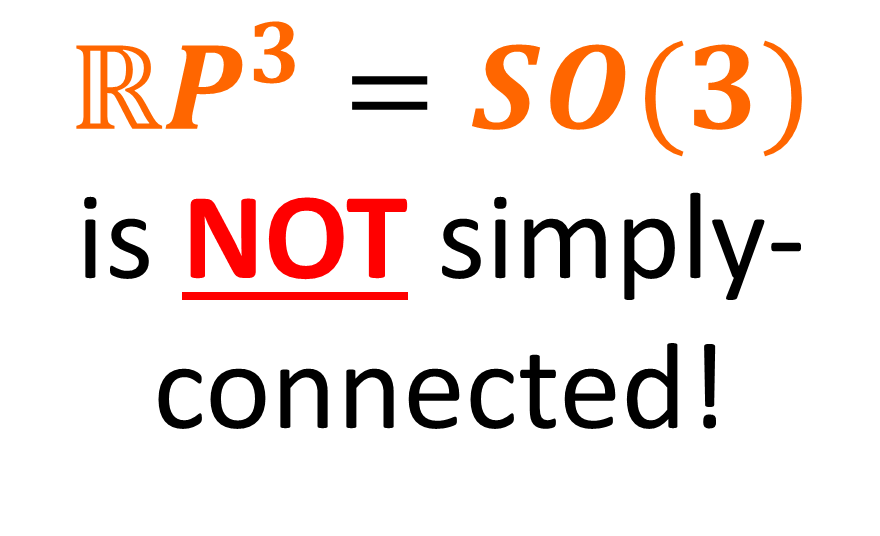 ℝP³ = SO(3)
is NOT simply-
connected!